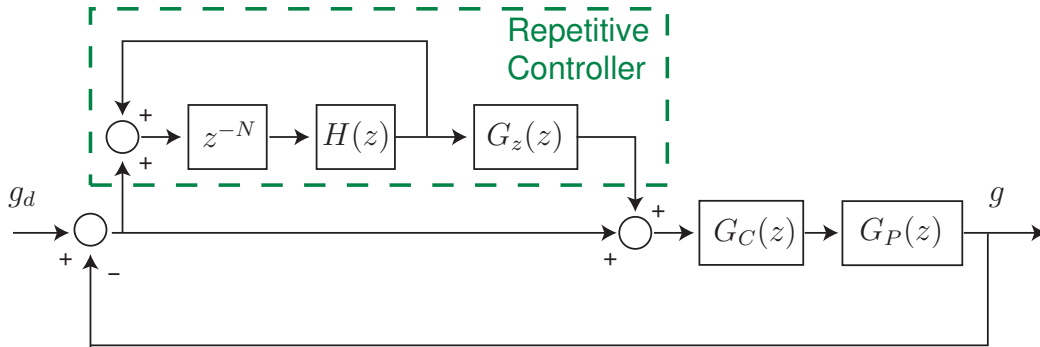 Repetitive
Controller
+
+
+
z^{-N}
H(z)
G_z(z)
g_d
+
−
+
+
G_C(z)
G_P(z)
g